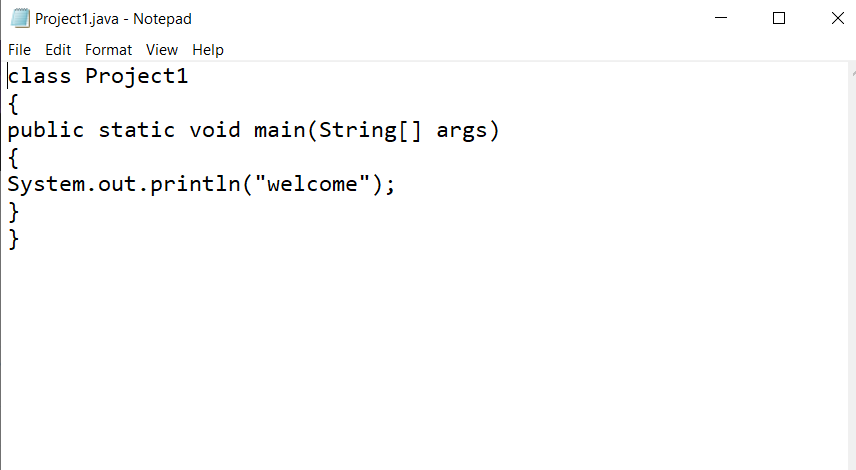 Project1.java - Notepad
File Edit Format View Help
class Project1
{
public static void main(String[] args)
{
System.out.println("welcome");
}
}